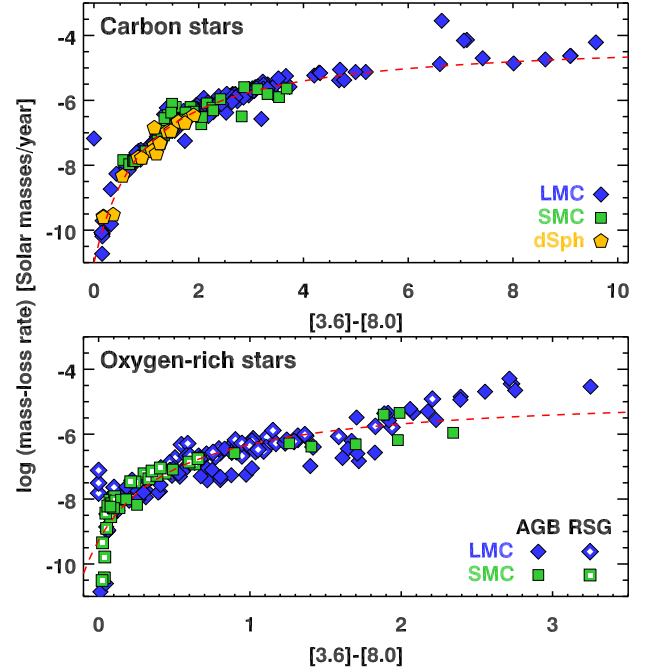 Carbon stars
-4
-6
-8
-10
LMC
SMC
dSph
0 2 4 6 8 10
[3.6]-[8.0]
log (mass-loss rate) [Solar masses/year]
Oxygen-rich stars
-4
-6
-8
-10
AGB RSG
LMC
SMC
0 1 2 3
[3.6]-[8.0]